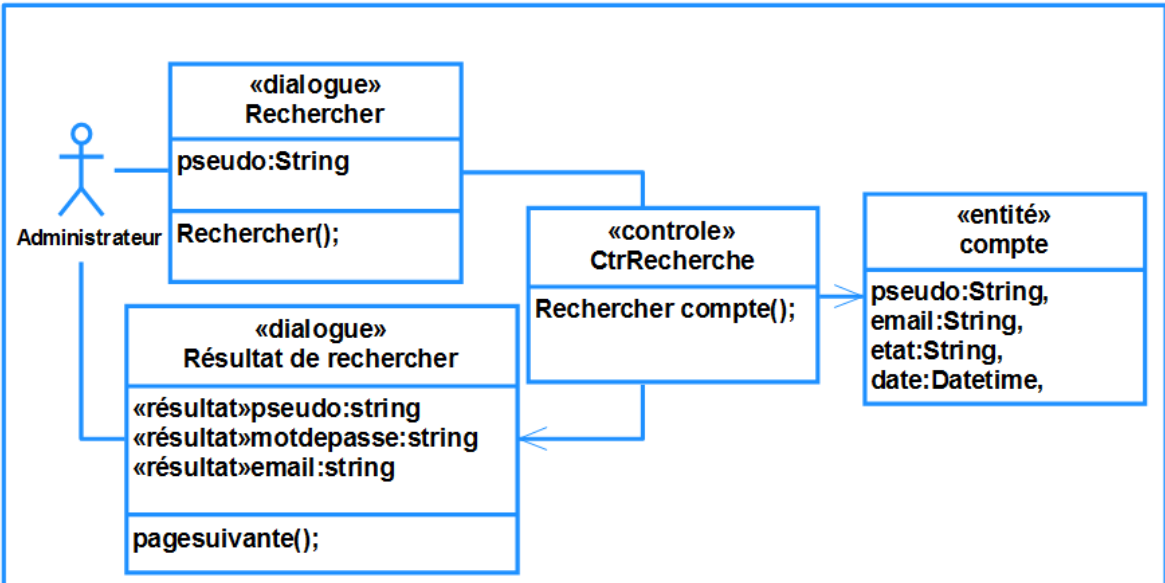 «dialogue»
Rechercher
pseudo:String
Rechercher();
Administrateur
«controle»
CtrRecherche
Rechercher compte();
«entité»
compte
pseudo:String,
email:String,
etat:String,
date:Datetime,
«dialogue»
Résultat de rechercher
«résultat»pseudo:string
«résultat»motdepasse:string
«résultat»email:string
pagesuivante();